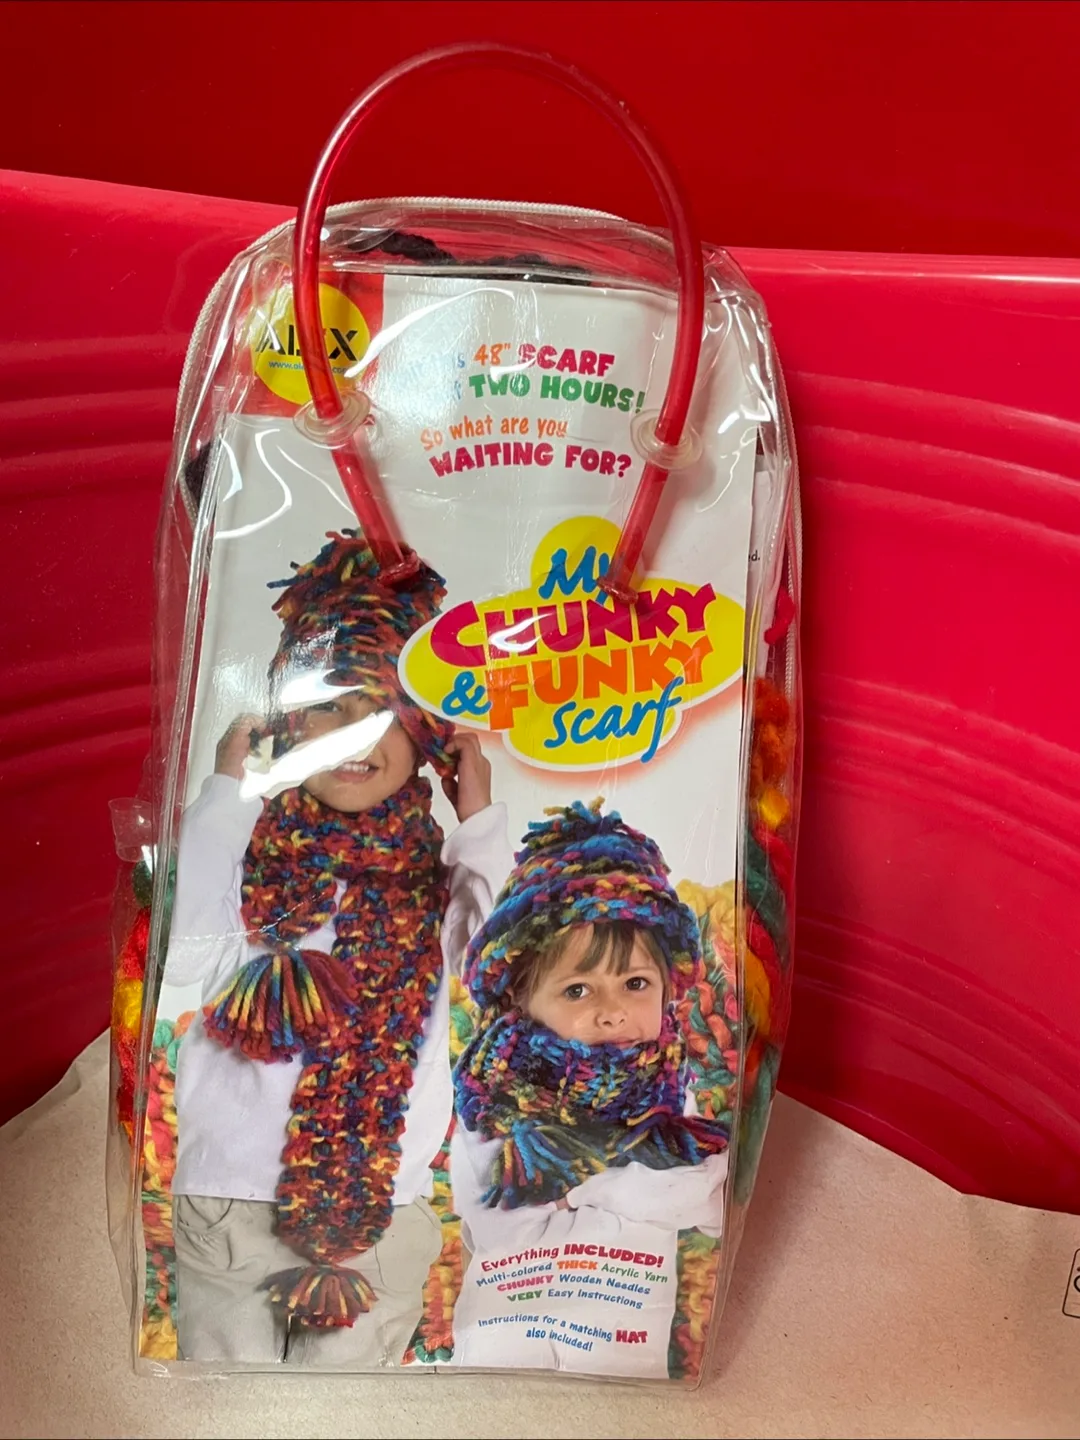 ALEX
48" SCARF
TWO HOURS!
So what are you
WAITING FOR?
My
CHUNKY
& FUNKY
scarf
Everything INCLUDED!
Multi-colored THICK Acrylic Yarn
CHUNKY Wooden Needles
VERY Easy Instructions
Instructions for a matching HAT
also included!